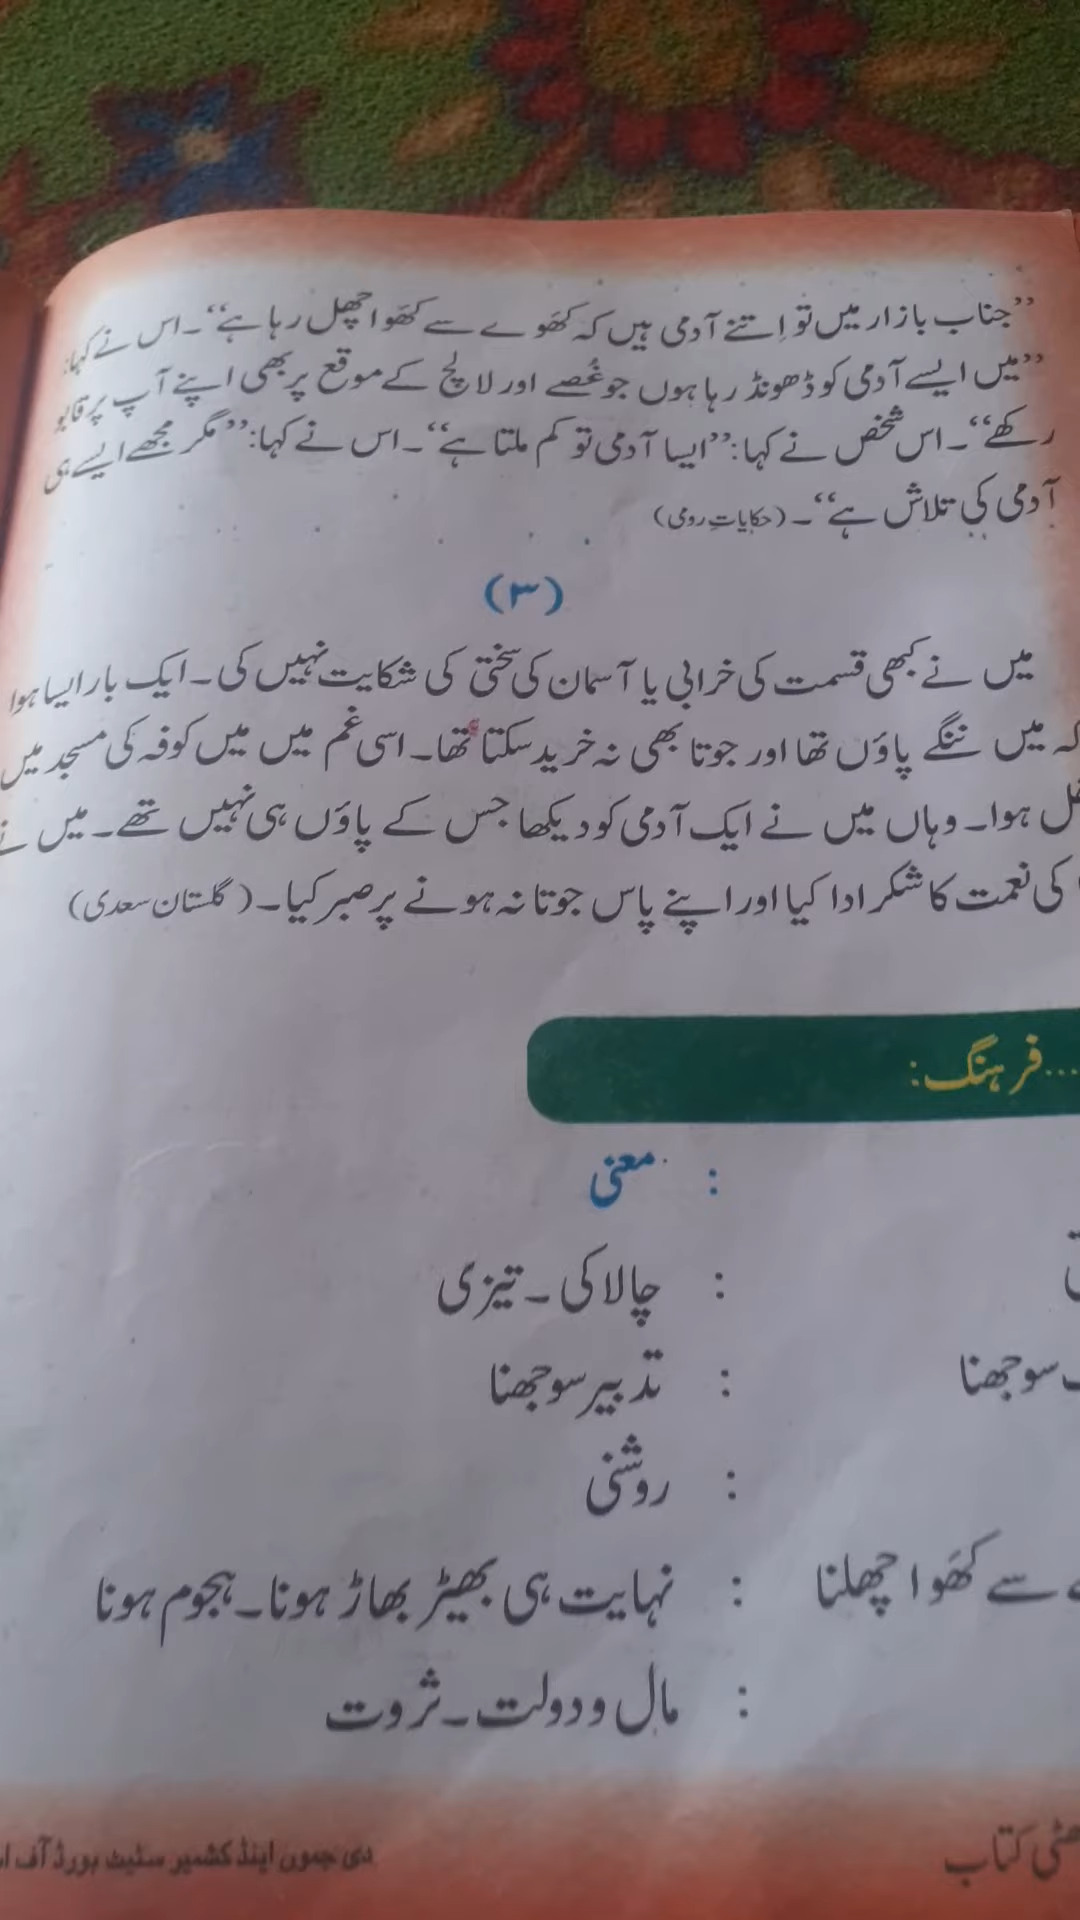 ”جناب بازار میں تو اِتنے آدمی ہیں کہ کھَوے سے کھَوا چھل رہا ہے“۔ اس نے کہا:
”میں ایسے آدمی کو ڈھونڈ رہا ہوں جو غُصے اور لالچ کے موقع پر بھی اپنے آپ پر قابو
رکھے“۔ اس شخص نے کہا: ”ایسا آدمی تو کم ملتا ہے“۔ اس نے کہا: ”مگر مجھے ایسے ہی
آدمی کی تلاش ہے“۔ (حکایاتِ رومی)
(۳)
میں نے کبھی قسمت کی خرابی یا آسمان کی سختی کی شکایت نہیں کی۔ ایک بار ایسا ہوا
کہ میں ننگے پاؤں تھا اور جوتا بھی نہ خرید سکتا تھا۔ اسی غم میں میں کوفہ کی مسجد میں
ہوا۔ وہاں میں نے ایک آدمی کو دیکھا جس کے پاؤں ہی نہیں تھے۔ میں نے
کی نعمت کا شکر ادا کیا اور اپنے پاس جوتا نہ ہونے پر صبر کیا۔ (گلستان سعدی)
...فرہنگ:
: معنی
: چالاکی ۔ تیزی
سوجھنا : تدبیر سوجھنا
: روشنی
سے کھَوا چھلنا : نہایت ہی بھیڑ بھاڑ ہونا۔ ہجوم ہونا
: مال و دولت ۔ ثروت
کتاب
دی جموں اینڈ کشمیر سٹیٹ بورڈ آف